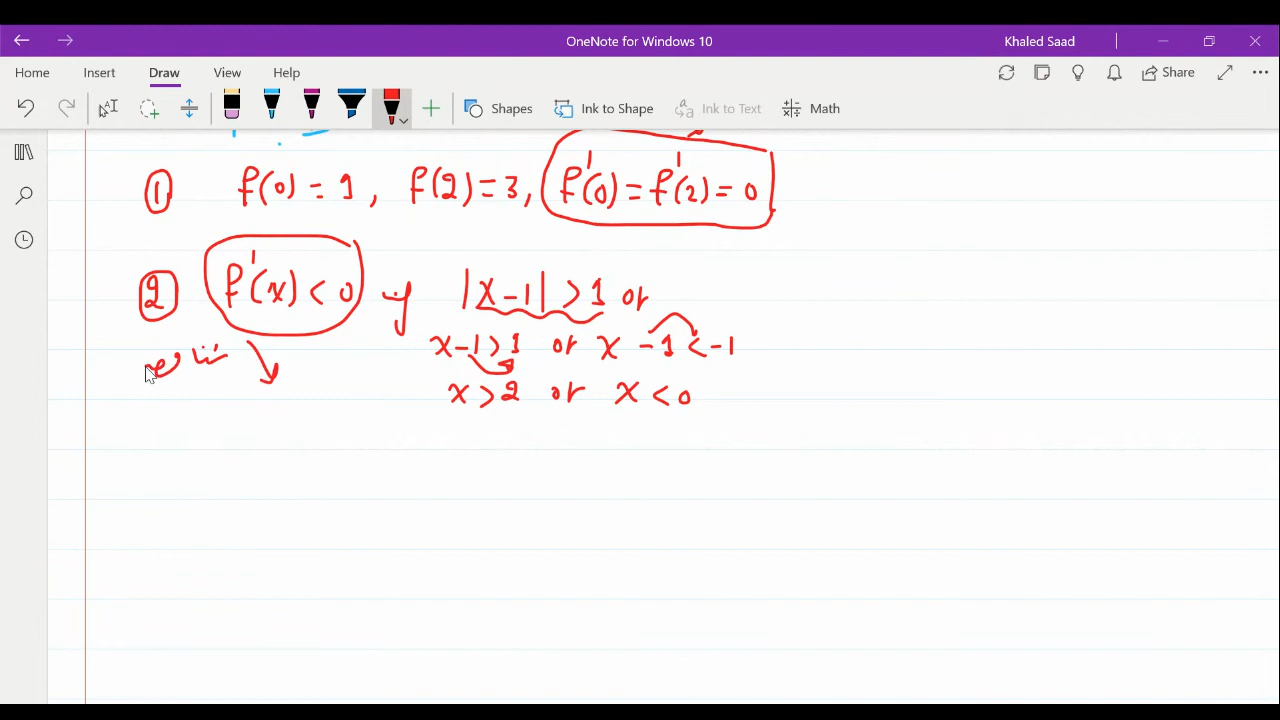 OneNote for Windows 10
Khaled Saad
Home Insert Draw View Help
Share
Shapes Ink to Shape Ink to Text Math
① f(0) = 1, f(2) = 3, f'(0) = f'(2) = 0
② f'(x) < 0 if |x - 1| > 1 or
x - 1 > 1 or x - 1 < -1
x > 2 or x < 0